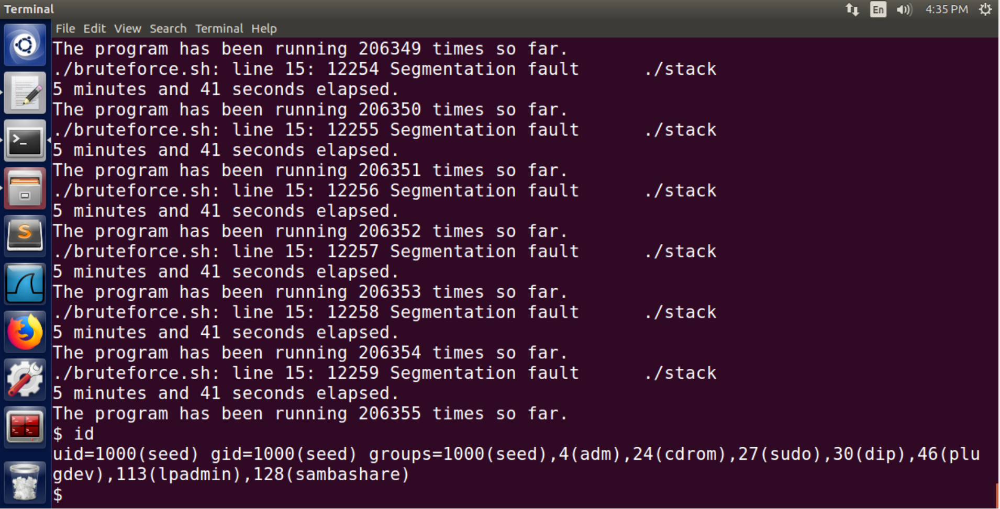 Terminal
En
4:35 PM
File Edit View Search Terminal Help
The program has been running 206349 times so far.
./bruteforce.sh: line 15: 12254 Segmentation fault      ./stack
5 minutes and 41 seconds elapsed.
The program has been running 206350 times so far.
./bruteforce.sh: line 15: 12255 Segmentation fault      ./stack
5 minutes and 41 seconds elapsed.
The program has been running 206351 times so far.
./bruteforce.sh: line 15: 12256 Segmentation fault      ./stack
5 minutes and 41 seconds elapsed.
The program has been running 206352 times so far.
./bruteforce.sh: line 15: 12257 Segmentation fault      ./stack
5 minutes and 41 seconds elapsed.
The program has been running 206353 times so far.
./bruteforce.sh: line 15: 12258 Segmentation fault      ./stack
5 minutes and 41 seconds elapsed.
The program has been running 206354 times so far.
./bruteforce.sh: line 15: 12259 Segmentation fault      ./stack
5 minutes and 41 seconds elapsed.
The program has been running 206355 times so far.
$ id
uid=1000(seed) gid=1000(seed) groups=1000(seed),4(adm),24(cdrom),27(sudo),30(dip),46(plu
gdev),113(lpadmin),128(sambashare)
$